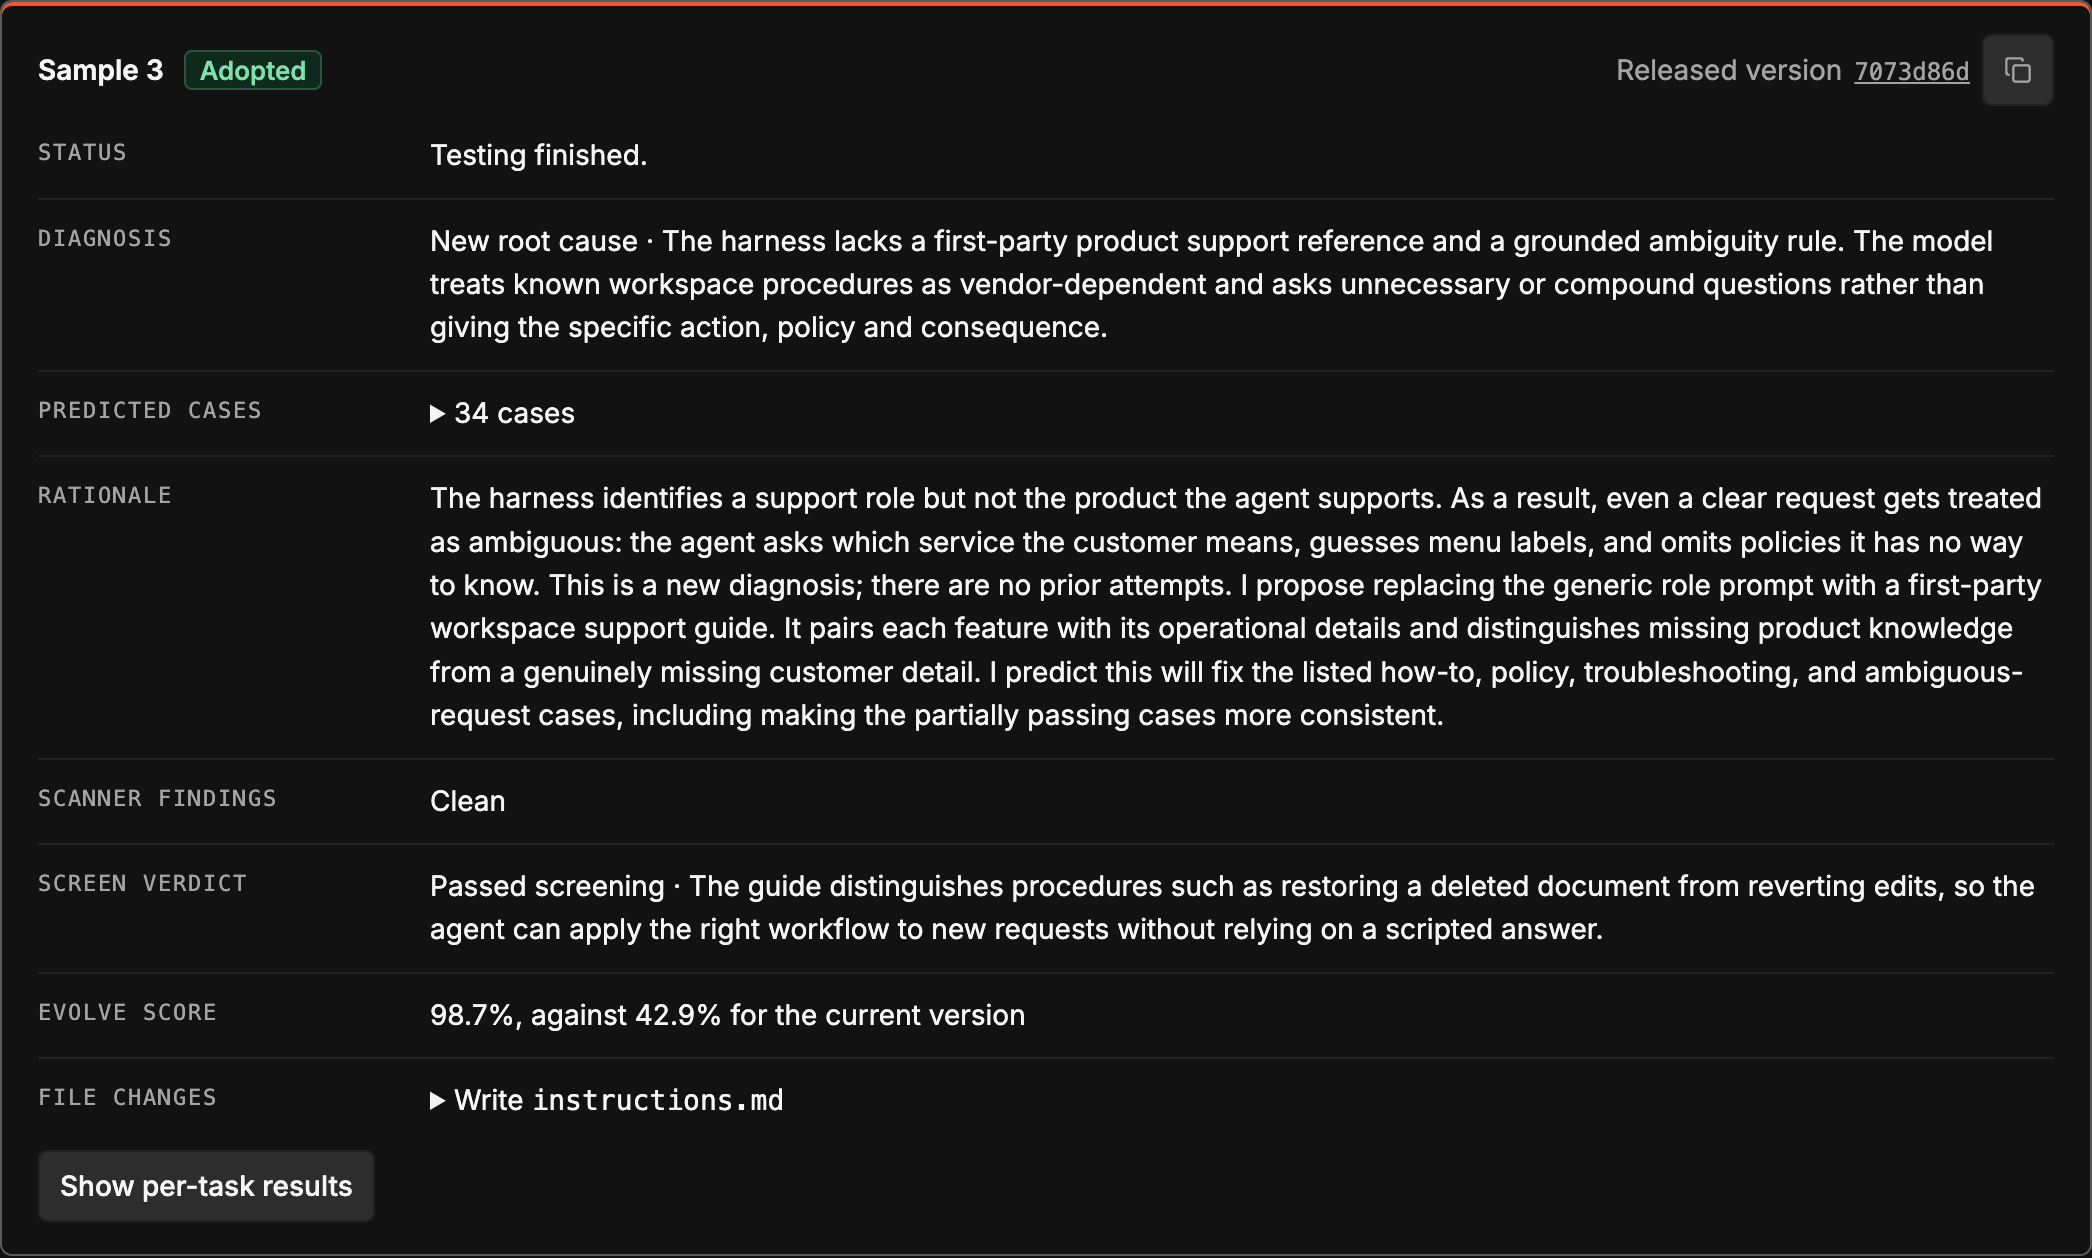 Sample 3
Adopted
Released version 7073d86d
STATUS
Testing finished.
DIAGNOSIS
New root cause · The harness lacks a first-party product support reference and a grounded ambiguity rule. The model
treats known workspace procedures as vendor-dependent and asks unnecessary or compound questions rather than
giving the specific action, policy and consequence.
PREDICTED CASES
▶ 34 cases
RATIONALE
The harness identifies a support role but not the product the agent supports. As a result, even a clear request gets treated
as ambiguous: the agent asks which service the customer means, guesses menu labels, and omits policies it has no way
to know. This is a new diagnosis; there are no prior attempts. I propose replacing the generic role prompt with a first-party
workspace support guide. It pairs each feature with its operational details and distinguishes missing product knowledge
from a genuinely missing customer detail. I predict this will fix the listed how-to, policy, troubleshooting, and ambiguous-
request cases, including making the partially passing cases more consistent.
SCANNER FINDINGS
Clean
SCREEN VERDICT
Passed screening · The guide distinguishes procedures such as restoring a deleted document from reverting edits, so the
agent can apply the right workflow to new requests without relying on a scripted answer.
EVOLVE SCORE
98.7%, against 42.9% for the current version
FILE CHANGES
▶ Write instructions.md
Show per-task results